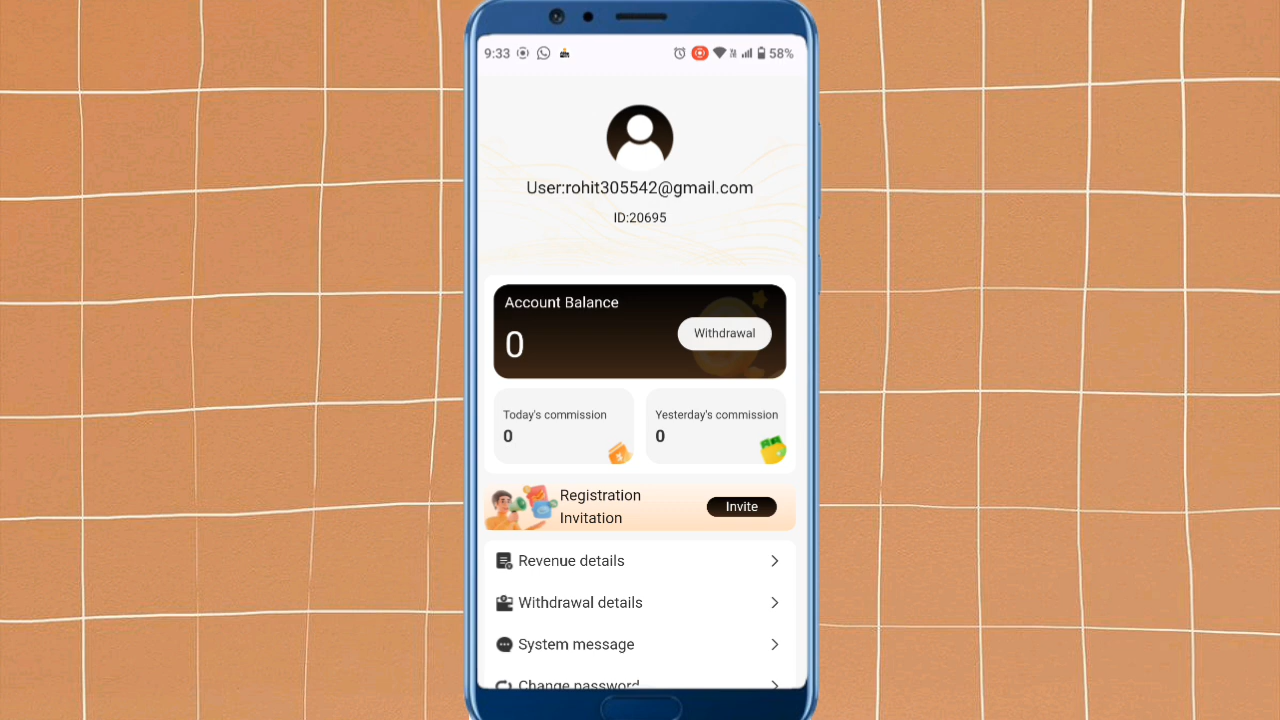 9:33 58%
User:rohit305542@gmail.com
ID:20695
Account Balance
0
Withdrawal
Today's commission
0
Yesterday's commission
0
Registration
Invitation
Invite
Revenue details
Withdrawal details
System message
Change password